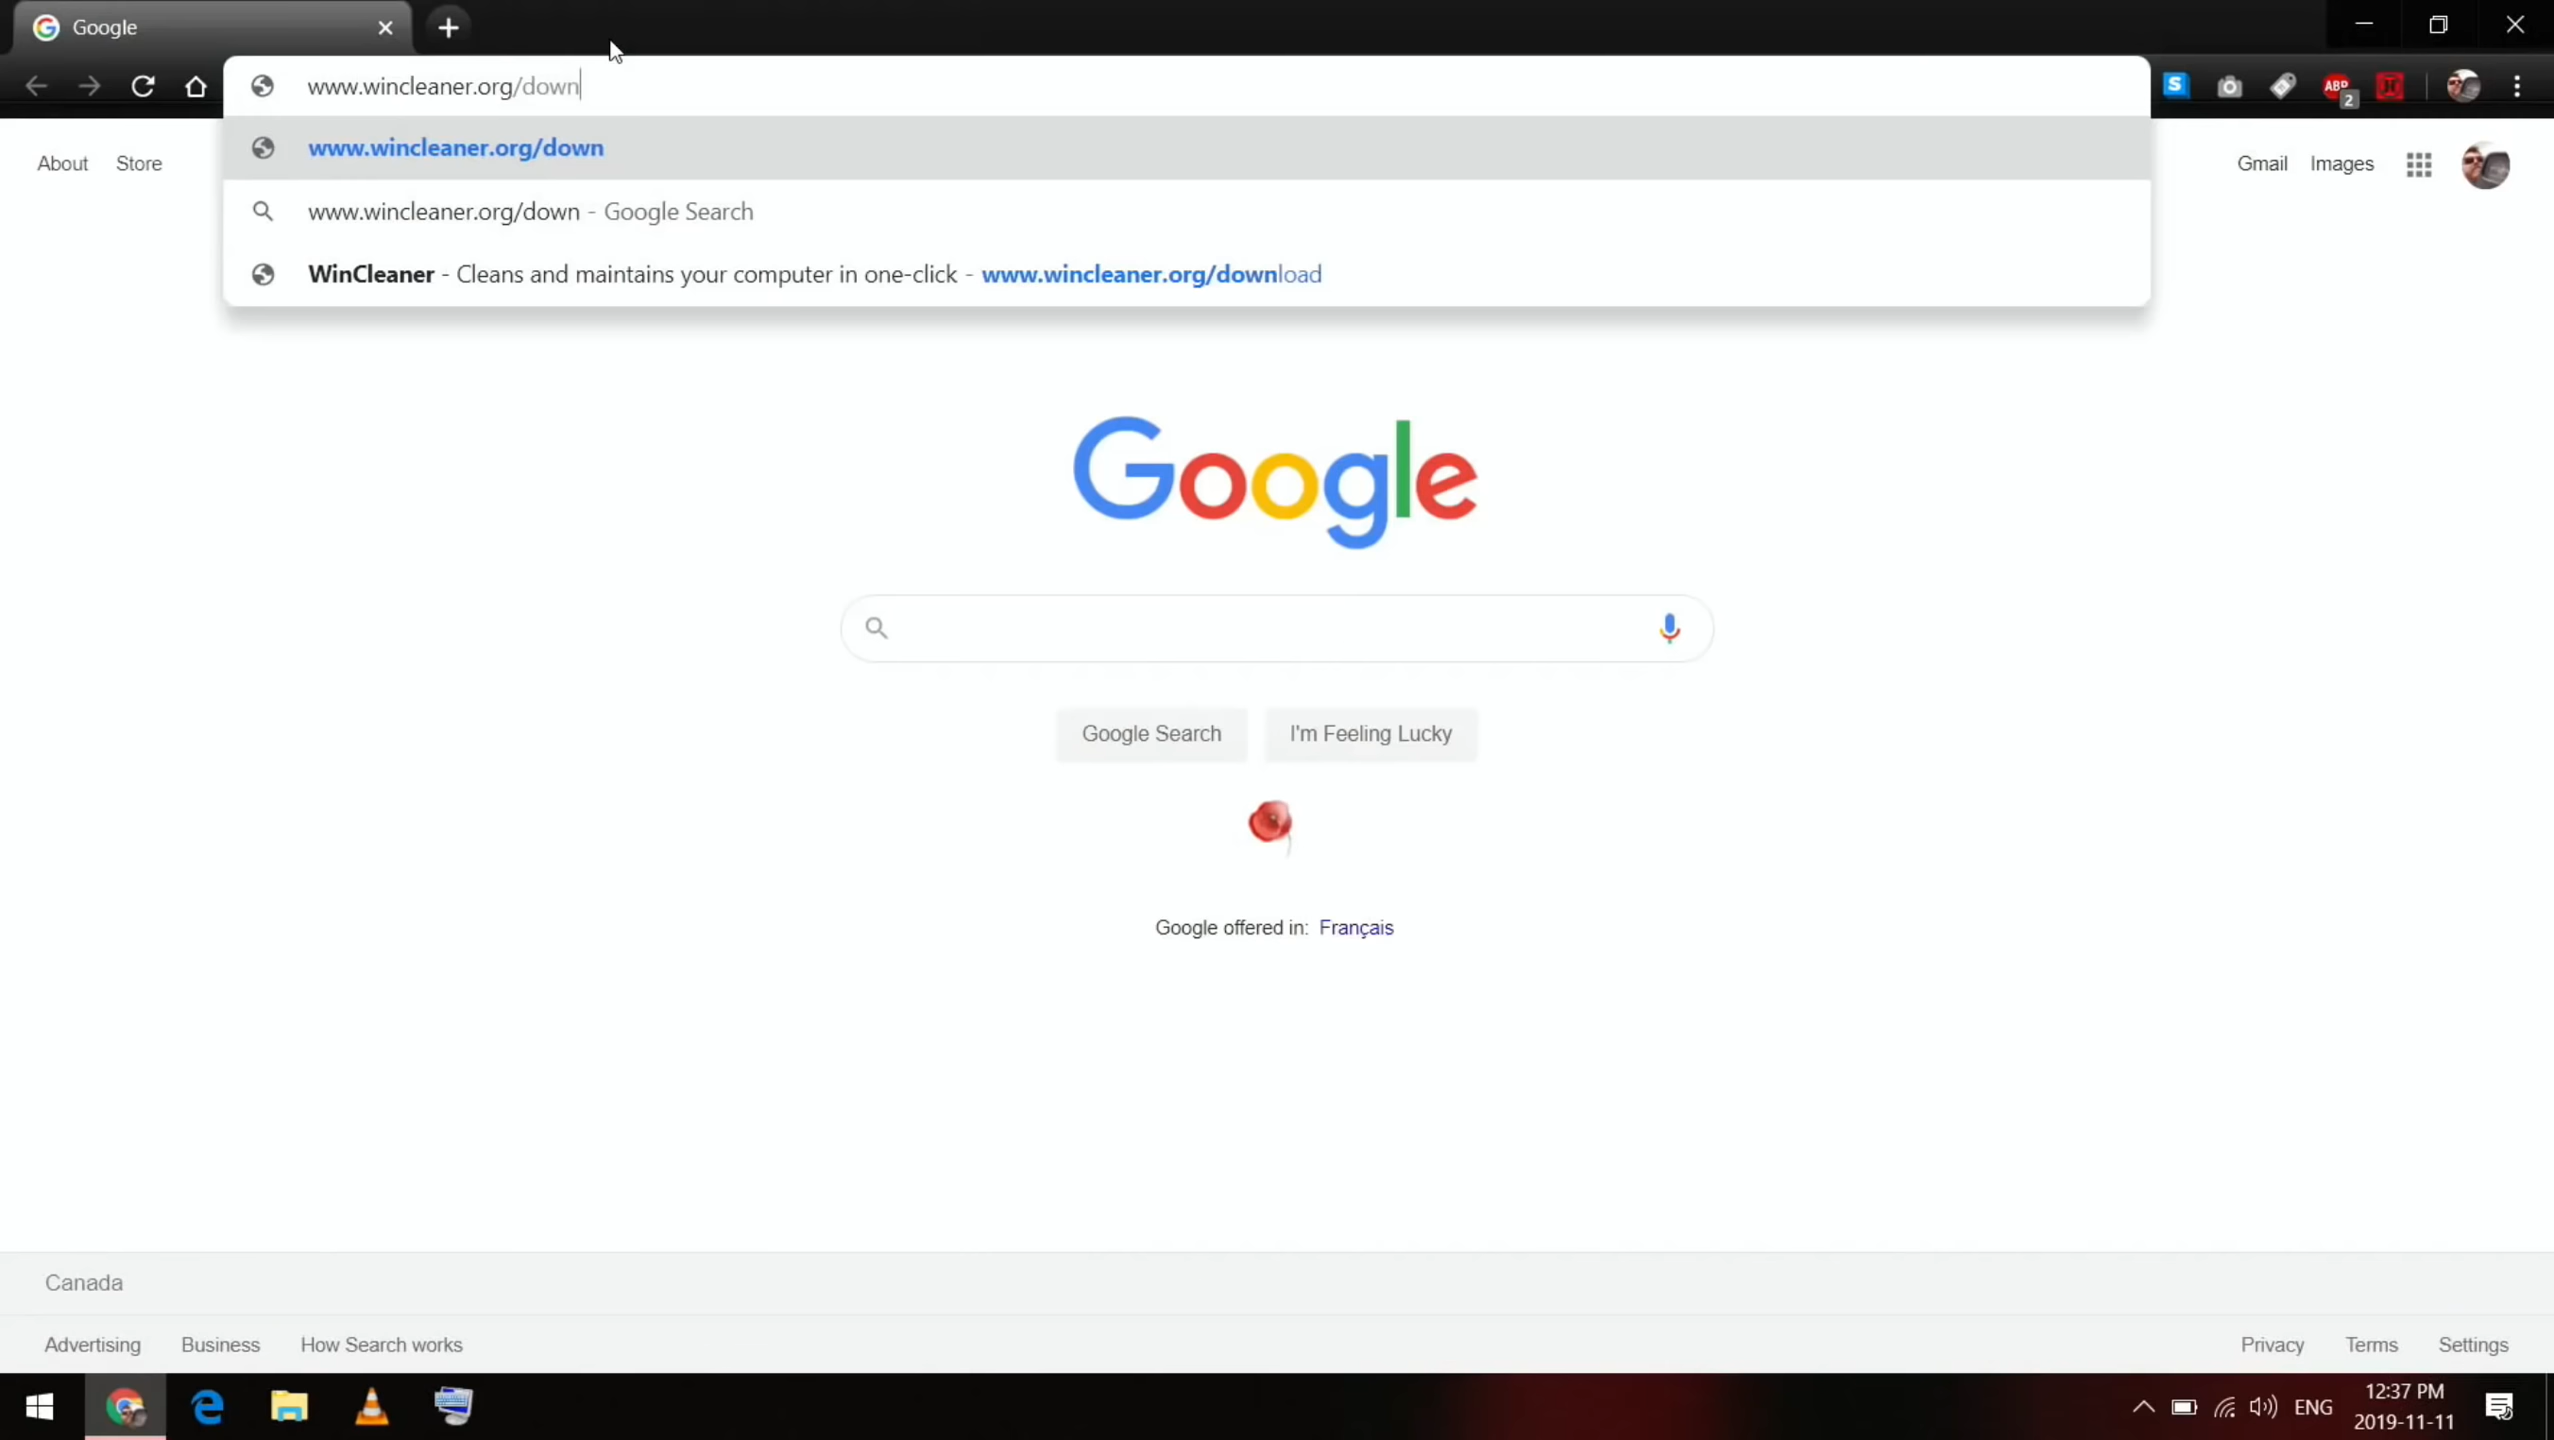 Google
www.wincleaner.org/down
S
ABP
2
www.wincleaner.org/down
About
Store
Gmail
Images
www.wincleaner.org/down - Google Search
WinCleaner - Cleans and maintains your computer in one-click - www.wincleaner.org/download
Google
Google Search
I'm Feeling Lucky
Google offered in: Français
Canada
Advertising
Business
How Search works
Privacy
Terms
Settings
ENG
12:37 PM
2019-11-11